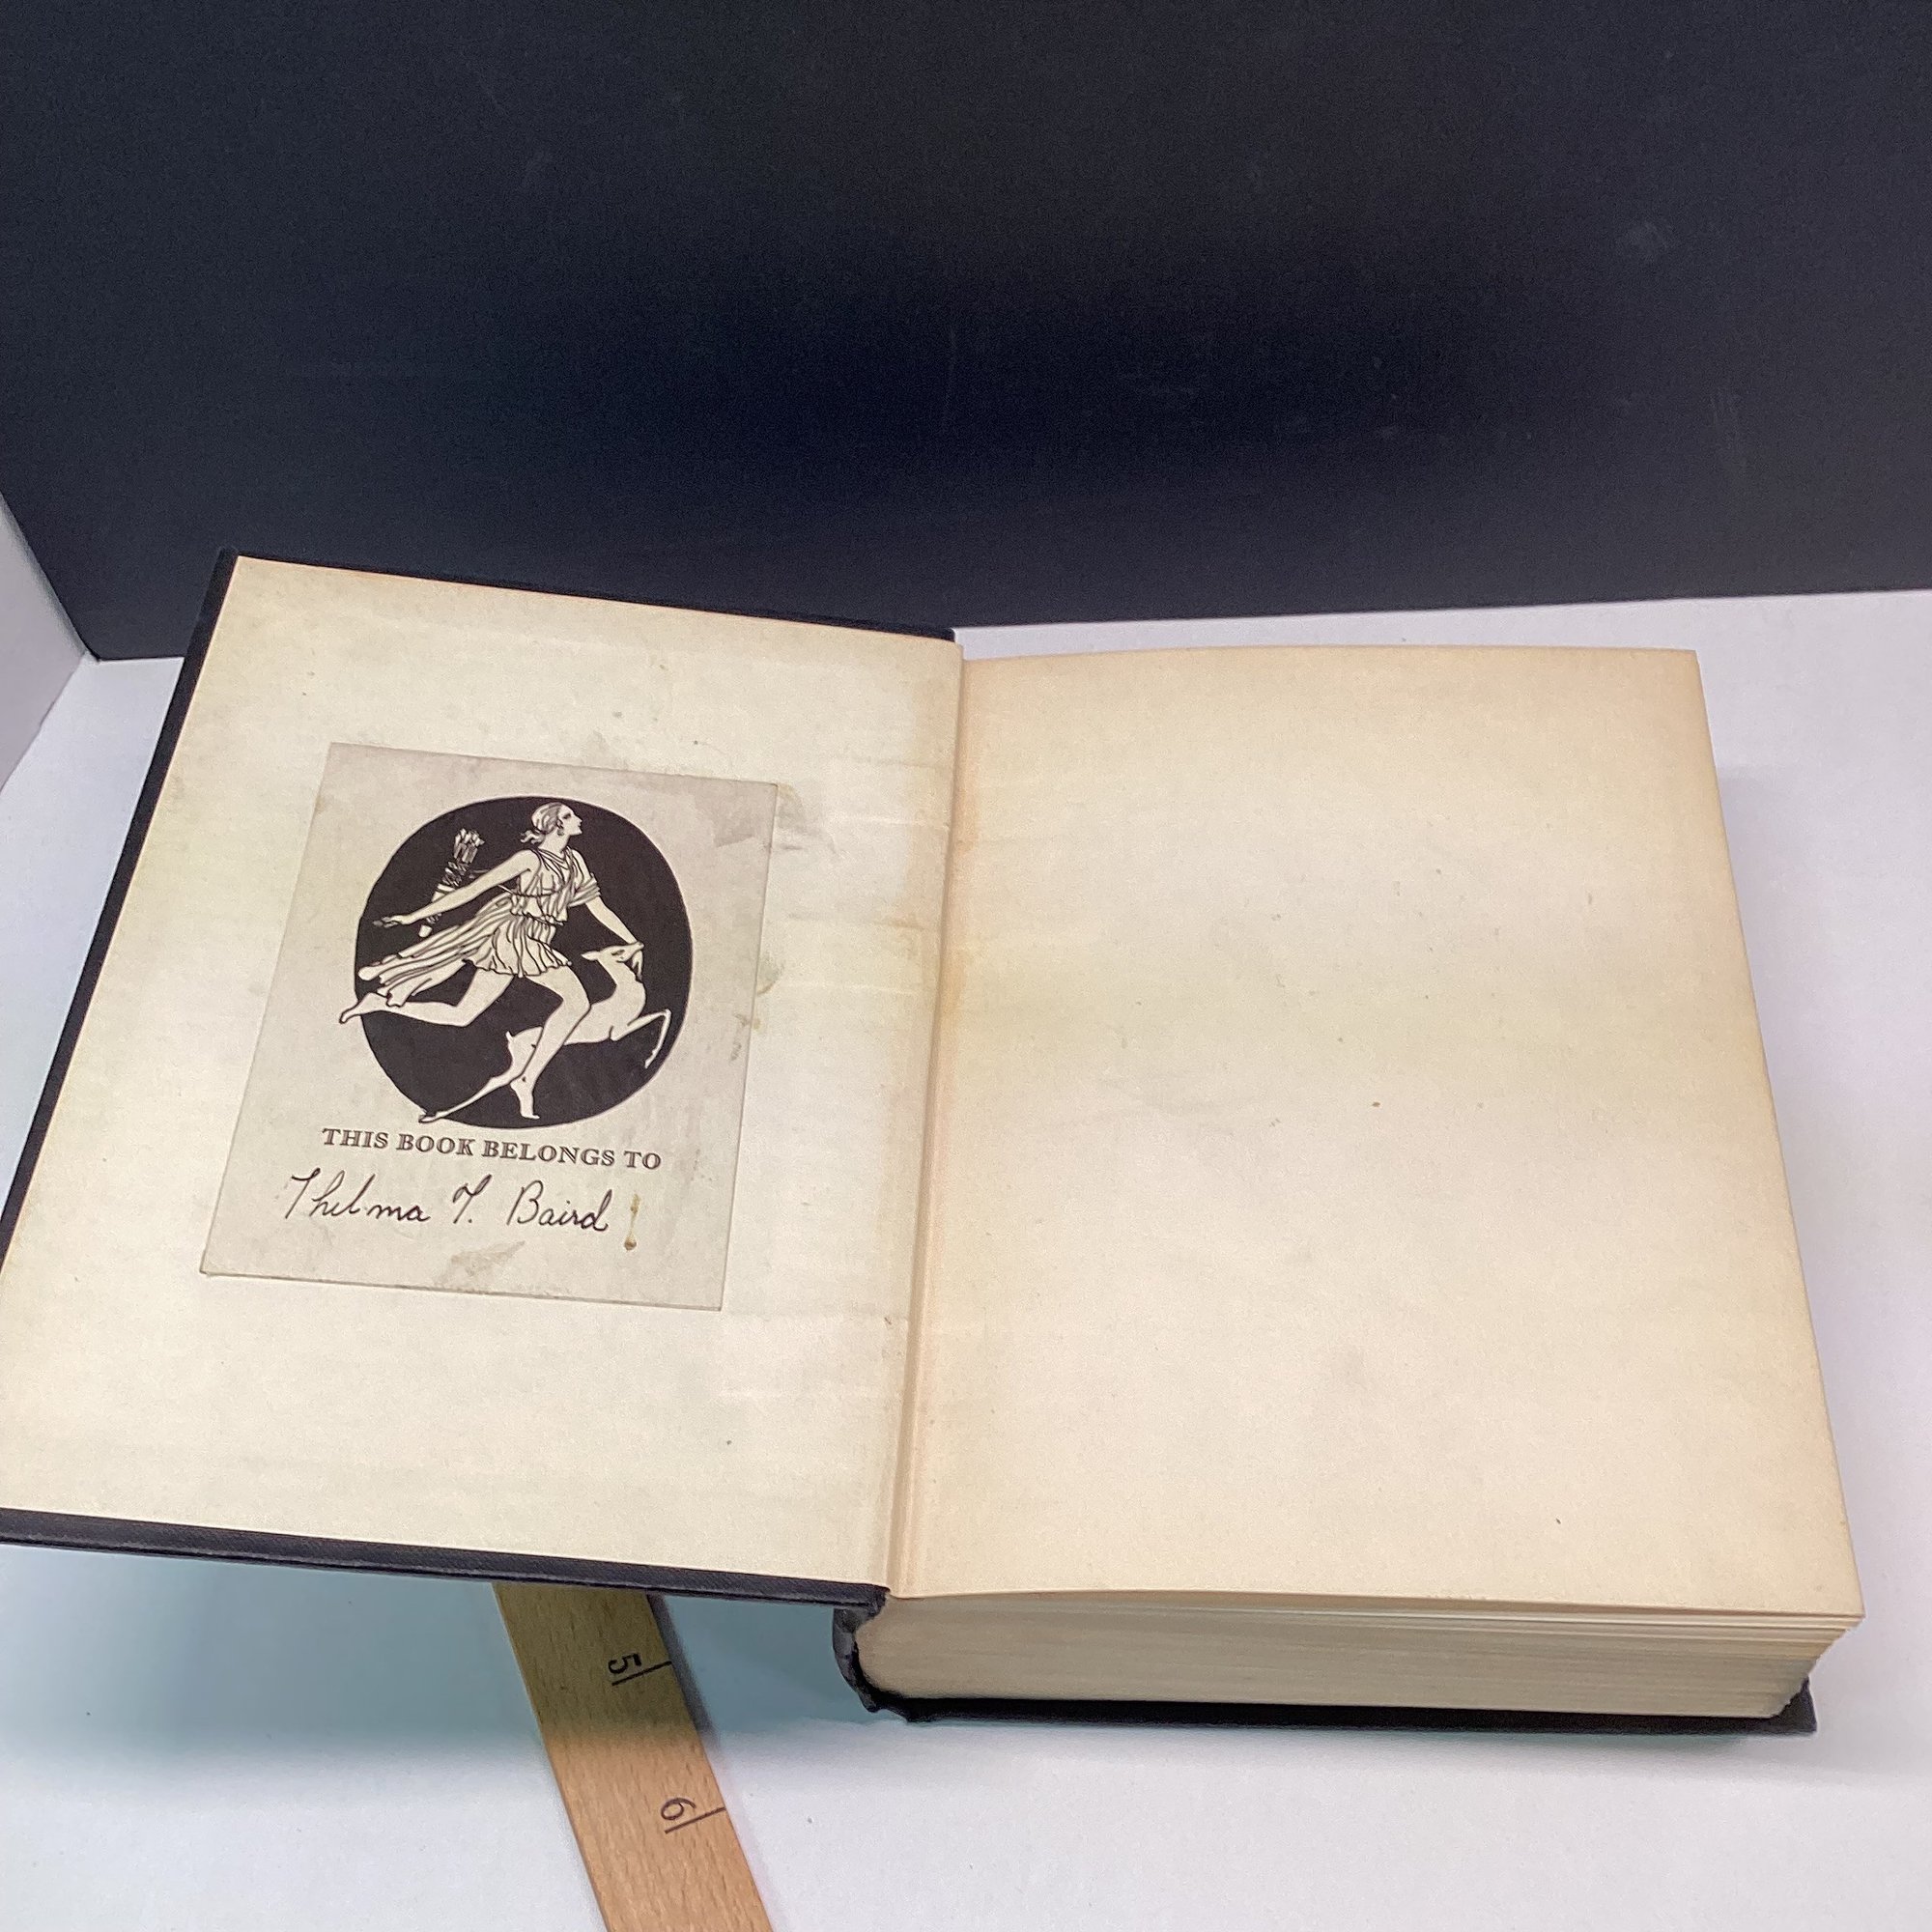 THIS BOOK BELONGS TO
Thelma T. Baird
5
6